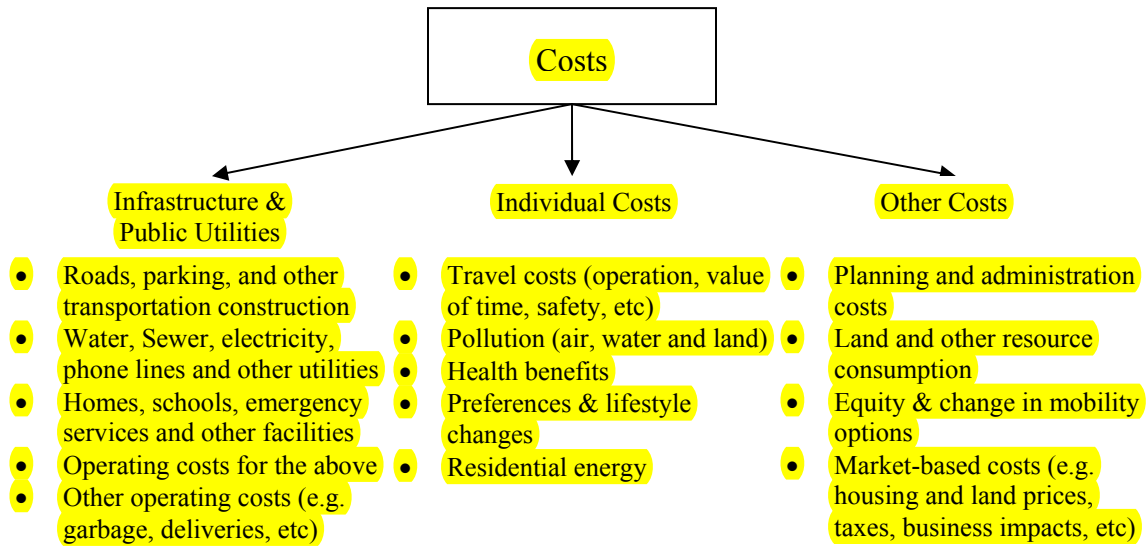 Costs
Infrastructure &
Public Utilities
• Roads, parking, and other
transportation construction
• Water, Sewer, electricity,
phone lines and other utilities
• Homes, schools, emergency
services and other facilities
• Operating costs for the above
• Other operating costs (e.g.
garbage, deliveries, etc)
Individual Costs
• Travel costs (operation, value
of time, safety, etc)
• Pollution (air, water and land)
• Health benefits
• Preferences & lifestyle
changes
• Residential energy
Other Costs
• Planning and administration
costs
• Land and other resource
consumption
• Equity & change in mobility
options
• Market-based costs (e.g.
housing and land prices,
taxes, business impacts, etc)